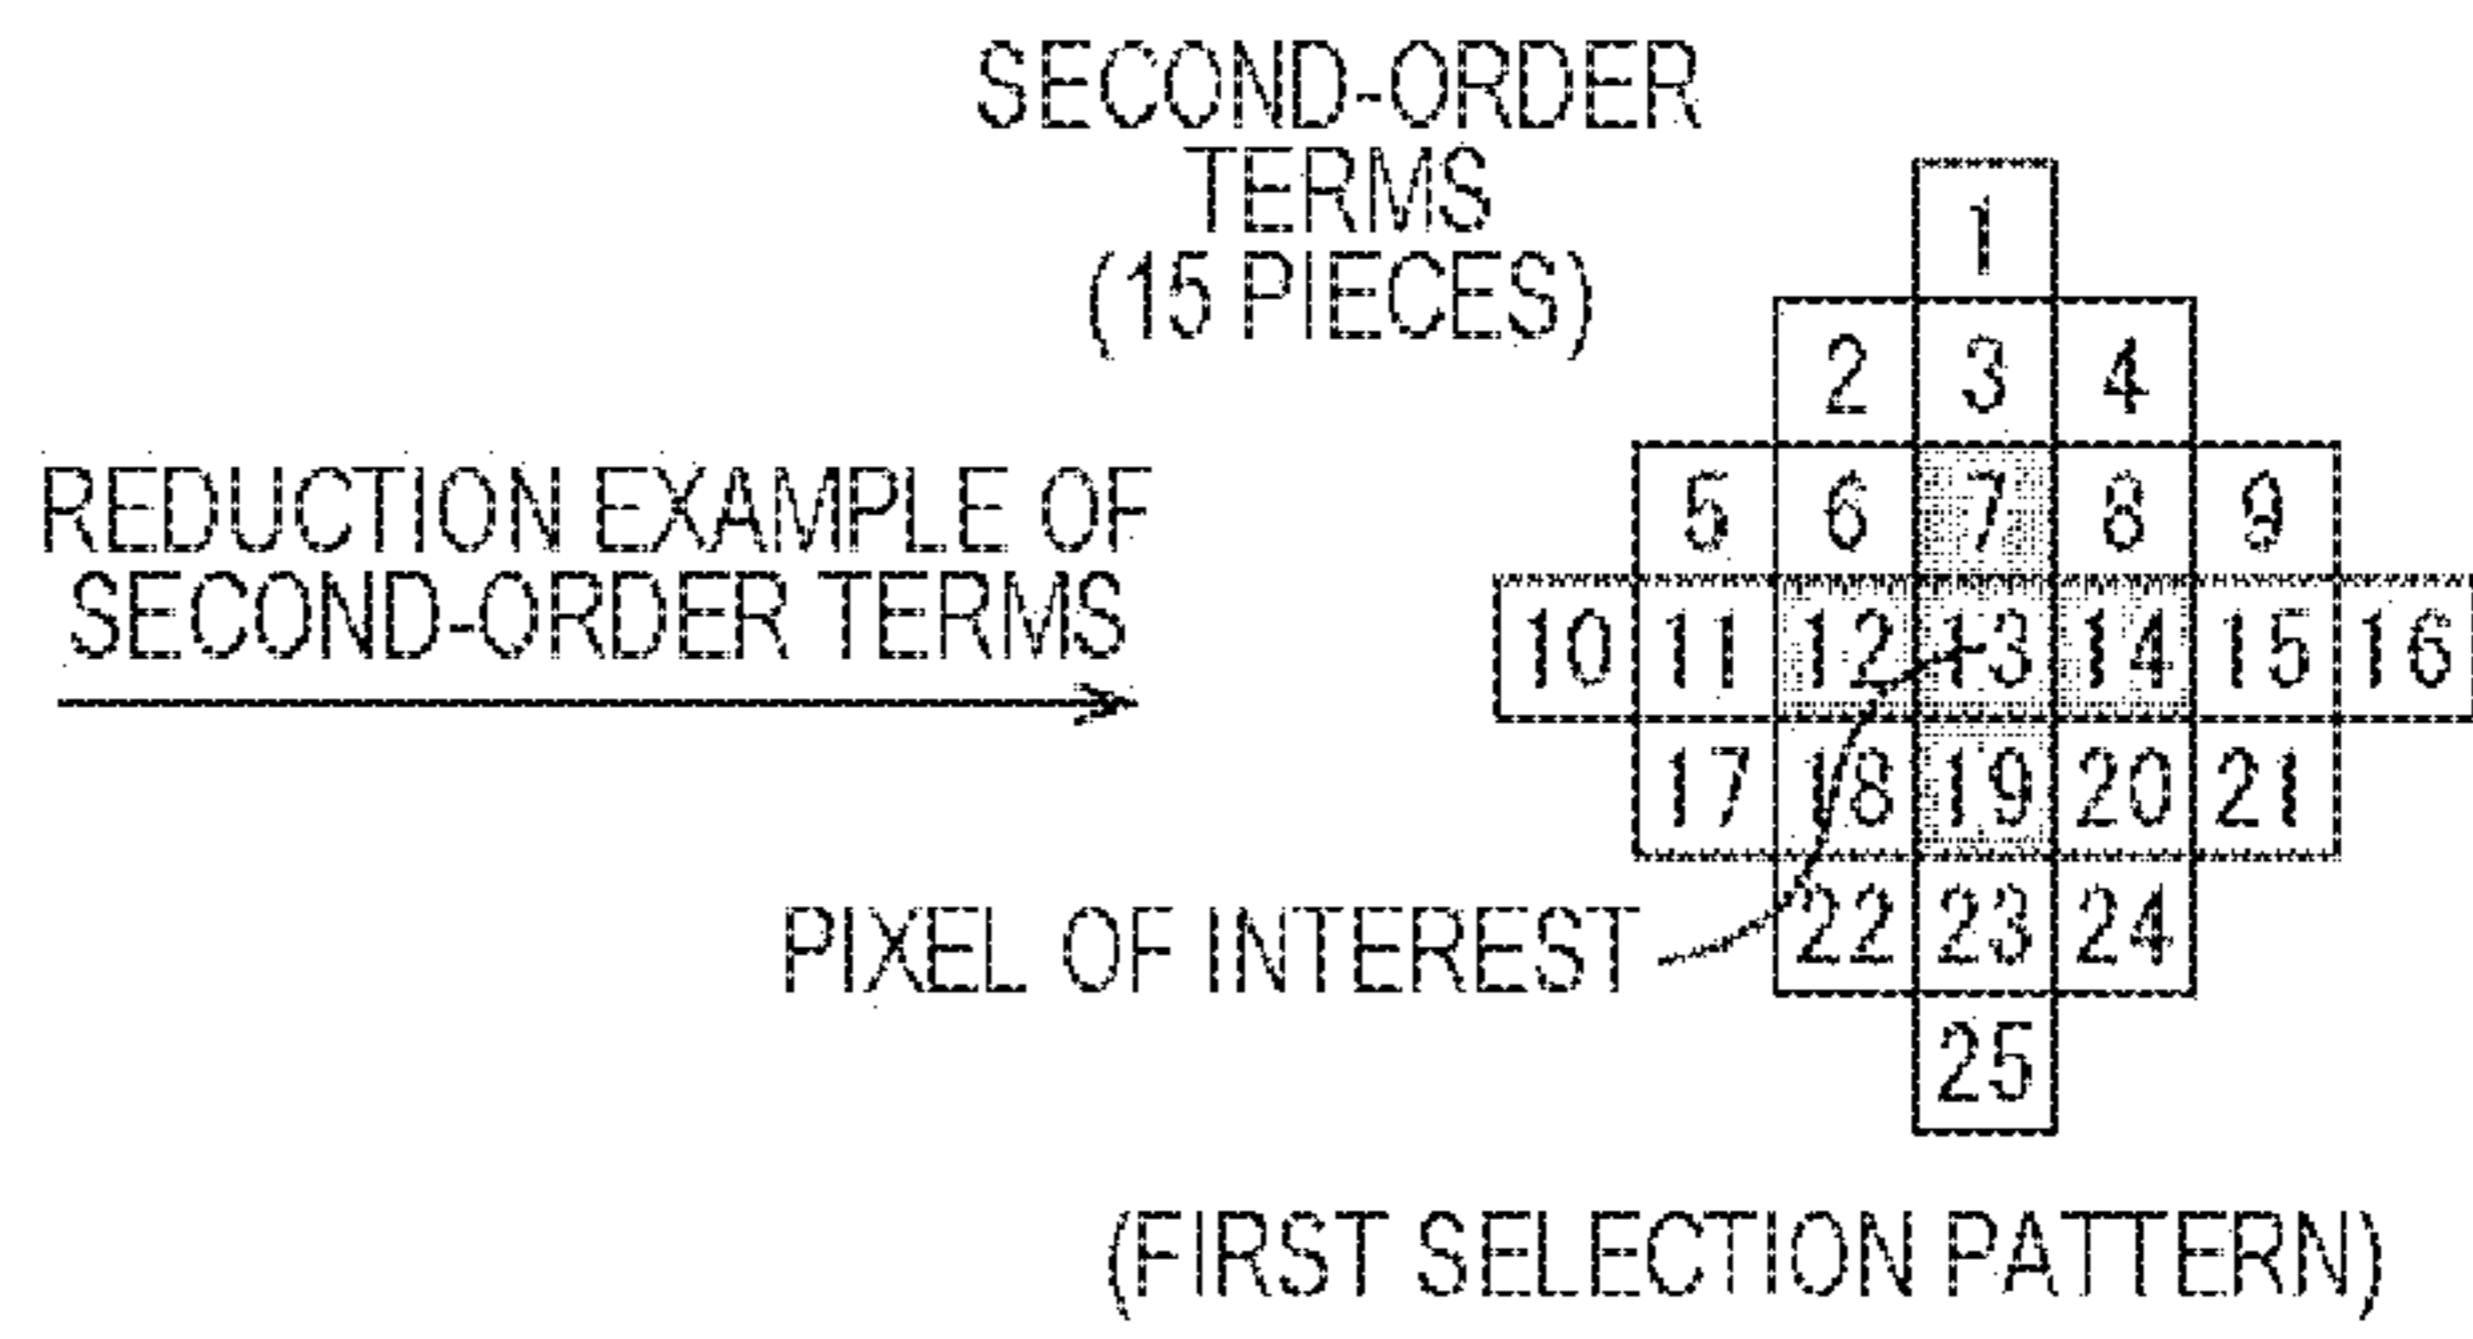 SECOND-ORDER
TERMS
(15 PIECES)
1
2 3 4
REDUCTION EXAMPLE OF
SECOND-ORDER TERMS
5 6 7 8 9
10 11 12 13 14 15 16
17 18 19 20 21
PIXEL OF INTEREST
22 23 24
25
(FIRST SELECTION PATTERN)